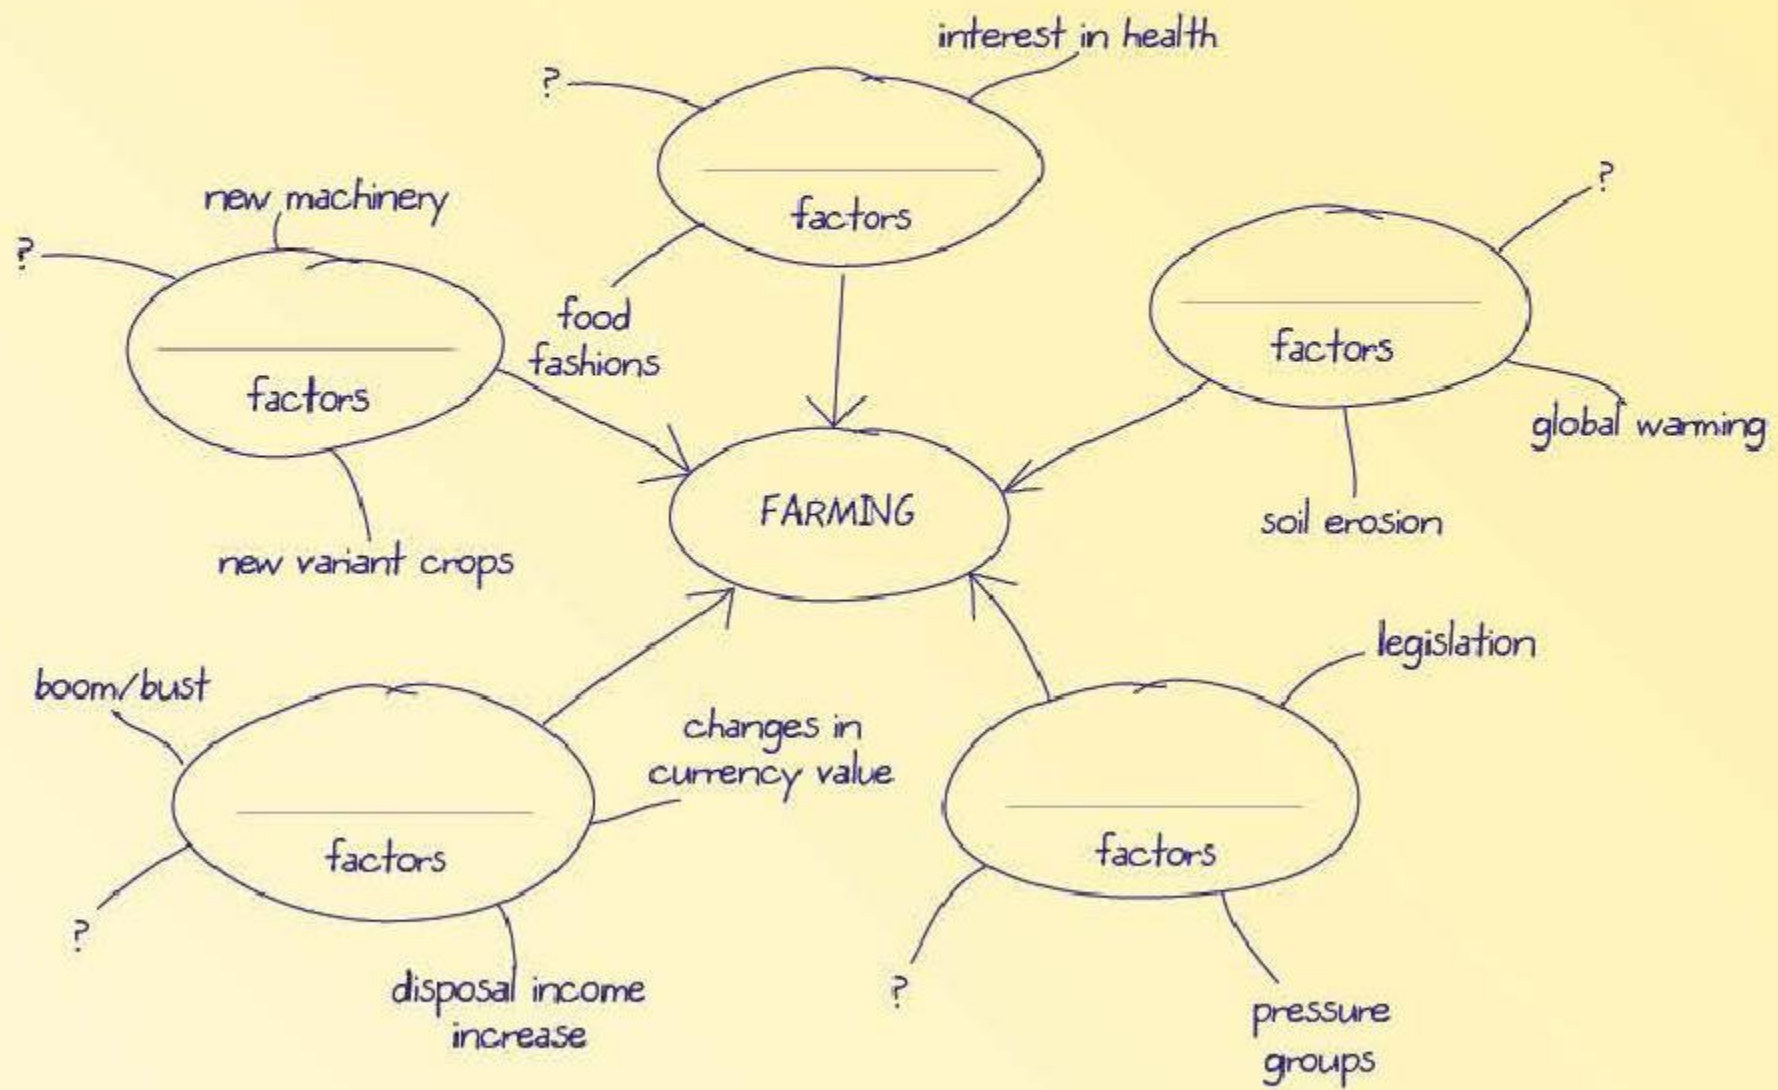 interest in health
?
factors
food
fashions
new machinery
?
factors
new variant crops
?
factors
global warming
soil erosion
FARMING
boom/bust
changes in
currency value
factors
?
disposal income
increase
legislation
factors
?
pressure
groups